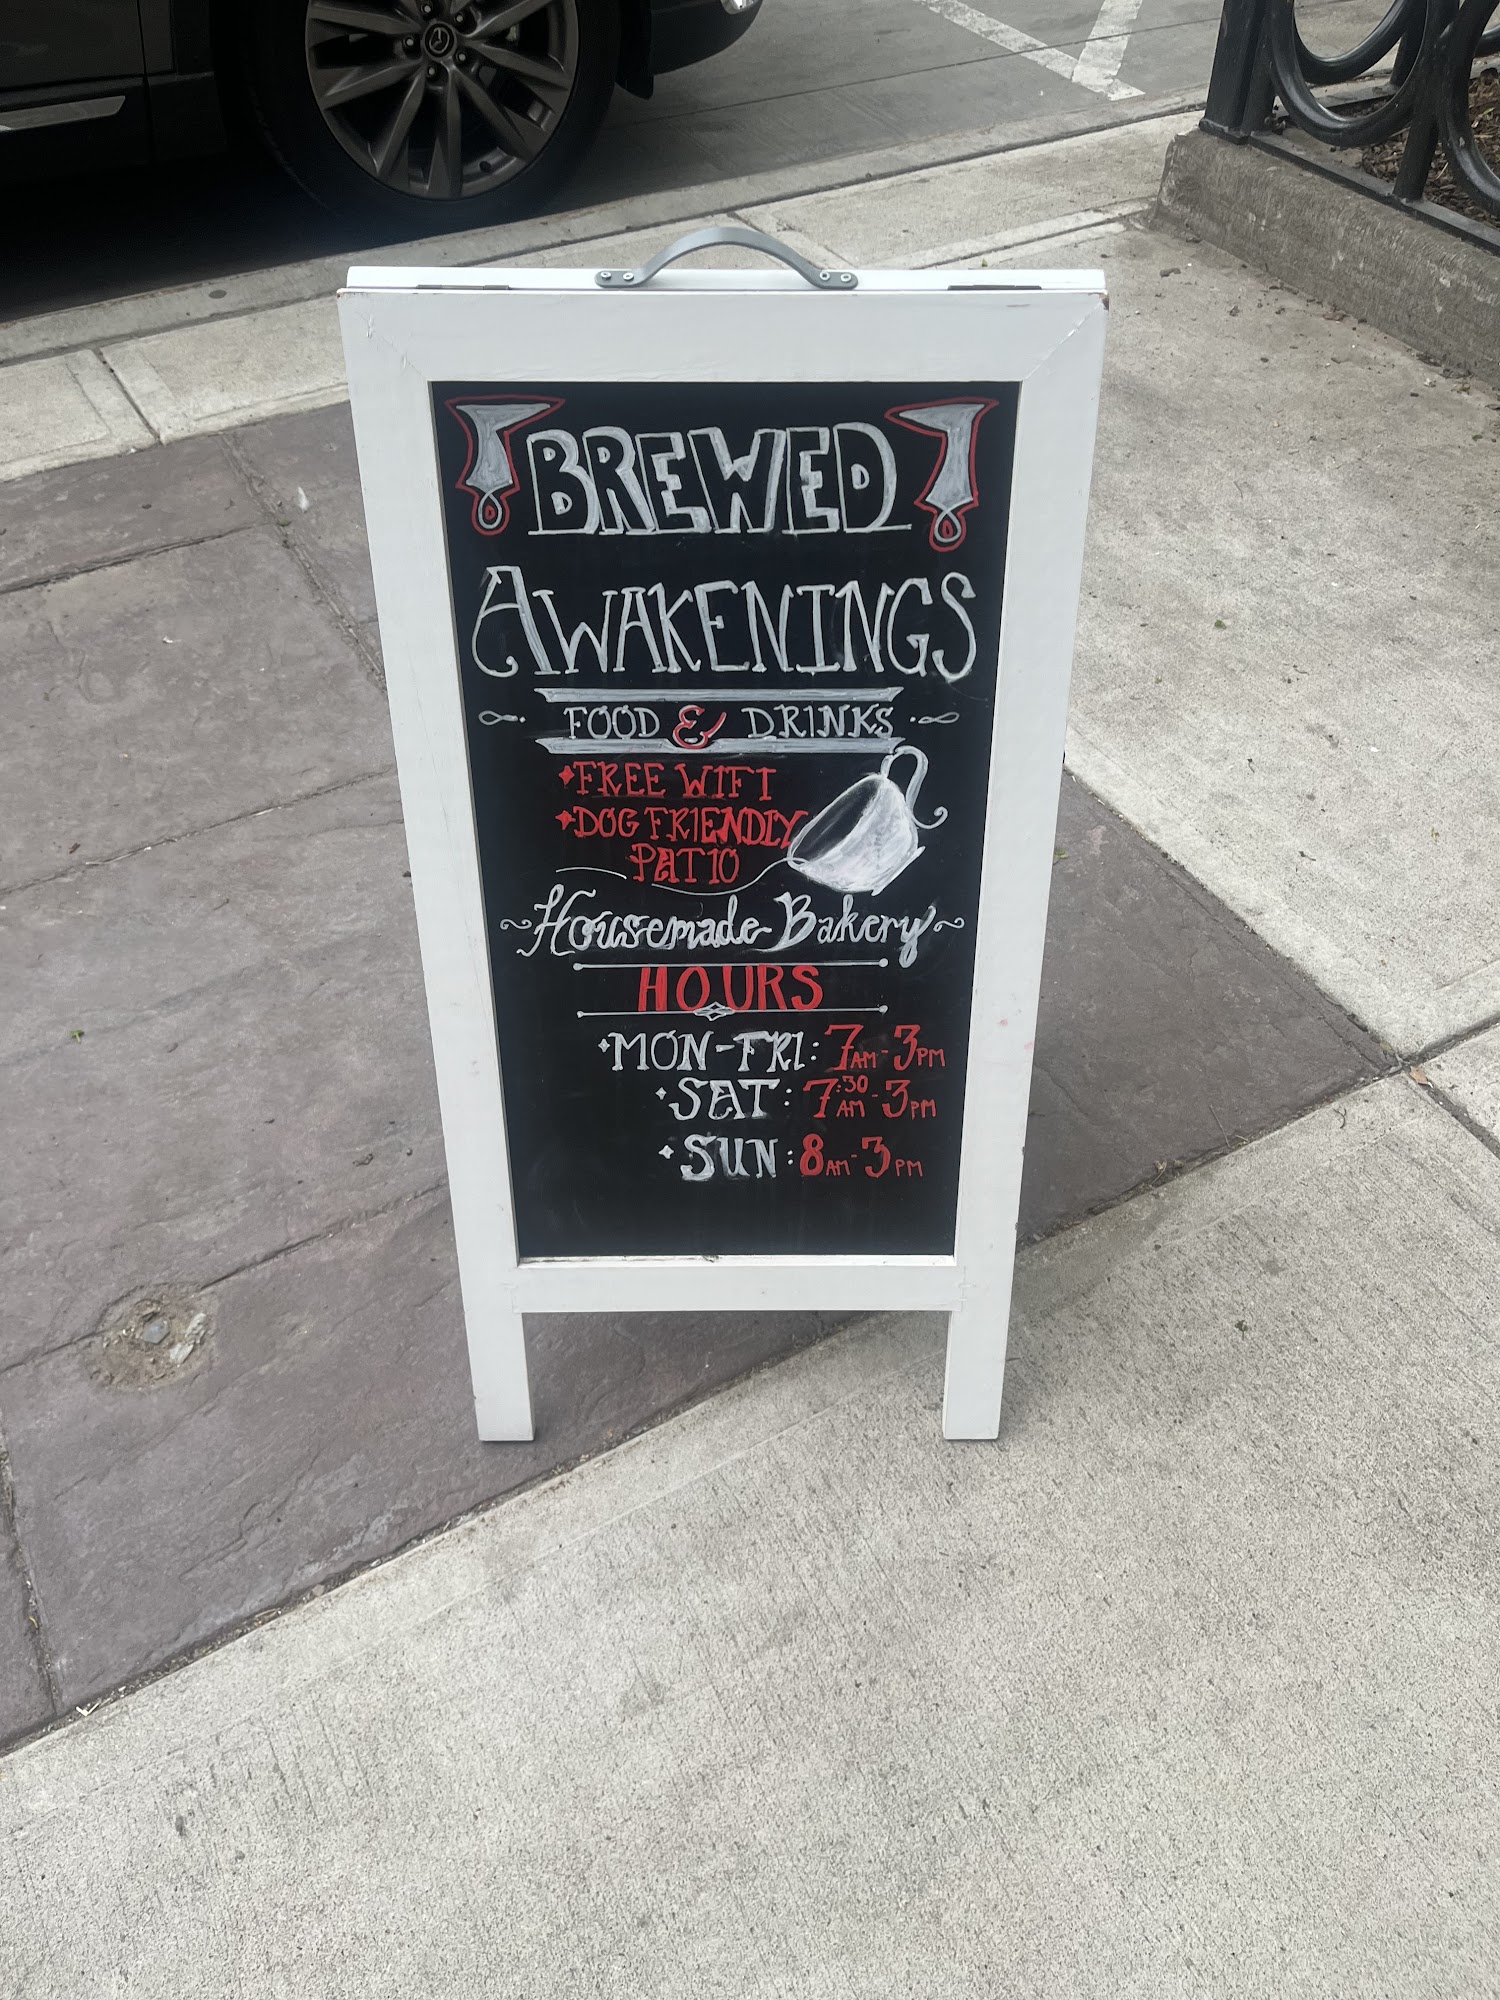 BREWED
AWAKENINGS
FOOD & DRINKS
FREE WIFI
DOG FRIENDLY
PATIO
~Housemade Bakery~
HOURS
MON-FRI: 7AM-3PM
SAT: 7:30AM-3PM
SUN: 8AM-3PM